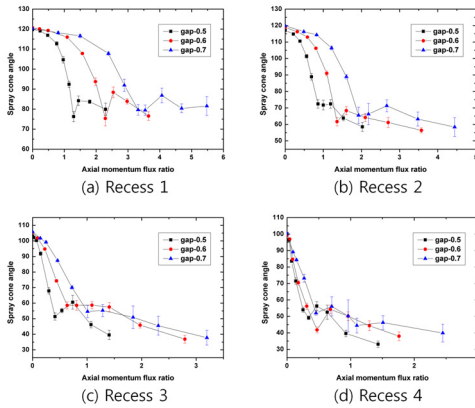 130
120
110
100
90
80
70
60
Spray cone angle
gap-0.5
gap-0.6
gap-0.7
0 1 2 3 4 5 6
Axial momentum flux ratio
(a) Recess 1
120
110
100
90
80
70
60
50
Spray cone angle
gap-0.5
gap-0.6
gap-0.7
0 1 2 3 4 5
Axial momentum flux ratio
(b) Recess 2
110
100
90
80
70
60
50
40
30
Spray cone angle
gap-0.5
gap-0.6
gap-0.7
0.0 0.5 1.0 1.5 2.0 2.5 3.0 3.5
Axial momentum flux ratio
(c) Recess 3
110
100
90
80
70
60
50
40
30
Spray cone angle
gap-0.5
gap-0.6
gap-0.7
0.0 0.5 1.0 1.5 2.0 2.5
Axial momentum flux ratio
(d) Recess 4